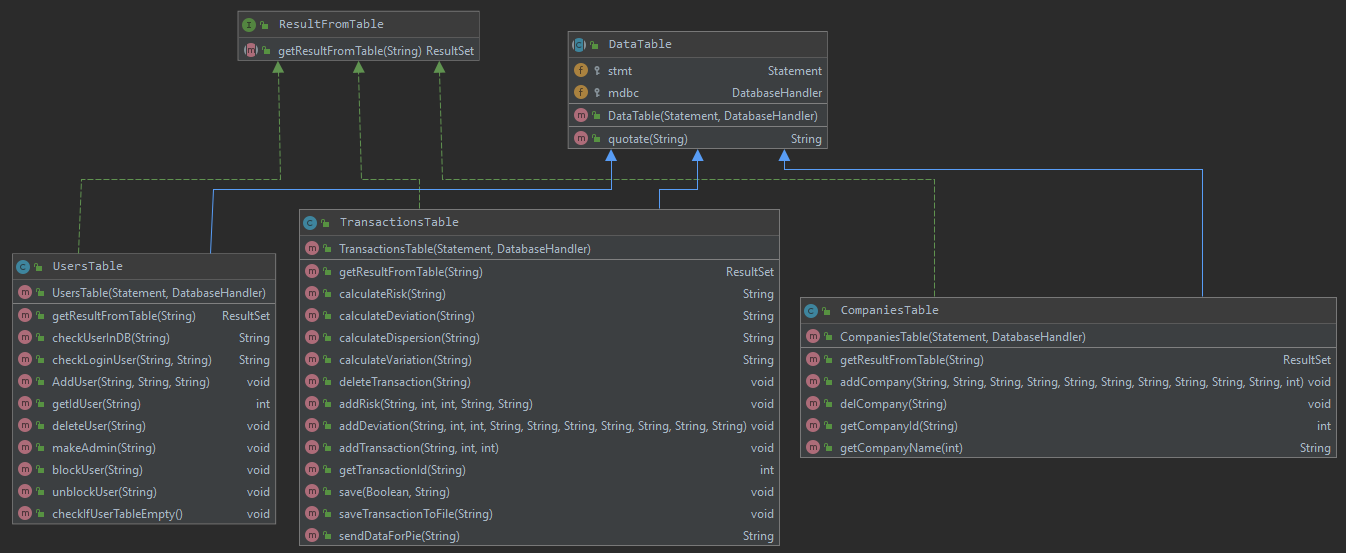 ResultFromTable
getResultFromTable(String) ResultSet
DataTable
stmt Statement
mdbc DatabaseHandler
DataTable(Statement, DatabaseHandler)
quotate(String) String
UsersTable
UsersTable(Statement, DatabaseHandler)
getResultFromTable(String) ResultSet
checkUserInDB(String) String
checkLoginUser(String, String) String
AddUser(String, String, String) void
getIdUser(String) int
deleteUser(String) void
makeAdmin(String) void
blockUser(String) void
unblockUser(String) void
checkIfUserTableEmpty() void
TransactionsTable
TransactionsTable(Statement, DatabaseHandler)
getResultFromTable(String) ResultSet
calculateRisk(String) String
calculateDeviation(String) String
calculateDispersion(String) String
calculateVariation(String) String
deleteTransaction(String) void
addRisk(String, int, int, String, String) void
addDeviation(String, int, int, String, String, String, String, String, String, String) void
addTransaction(String, int, int) void
getTransactionId(String) int
save(Boolean, String) void
saveTransactionToFile(String) void
sendDataForPie(String) String
CompaniesTable
CompaniesTable(Statement, DatabaseHandler)
getResultFromTable(String) ResultSet
addCompany(String, String, String, String, String, String, String, String, String, String, int) void
delCompany(String) void
getCompanyId(String) int
getCompanyName(int) String